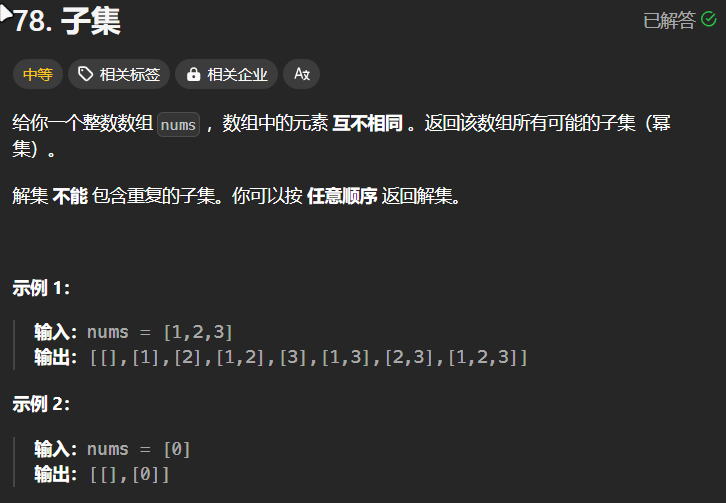 78. 子集
已解答
中等 相关标签 相关企业
给你一个整数数组 nums ，数组中的元素 互不相同 。返回该数组所有可能的子集（幂
集）。
解集 不能 包含重复的子集。你可以按 任意顺序 返回解集。
示例 1：
输入：nums = [1,2,3]
输出：[[],[1],[2],[1,2],[3],[1,3],[2,3],[1,2,3]]
示例 2：
输入：nums = [0]
输出：[[],[0]]